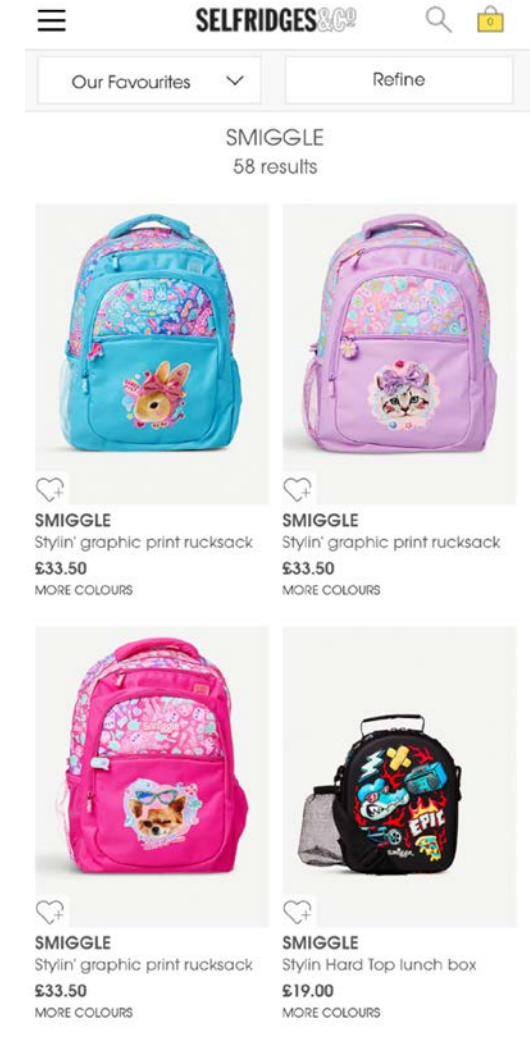 SELFRIDGES&Co
0
Our Favourites
Refine
SMIGGLE
58 results
SMIGGLE
Stylin' graphic print rucksack
£33.50
MORE COLOURS
SMIGGLE
Stylin' graphic print rucksack
£33.50
MORE COLOURS
EPIC
SMIGGLE
Stylin' graphic print rucksack
£33.50
MORE COLOURS
SMIGGLE
Stylin Hard Top lunch box
£19.00
MORE COLOURS